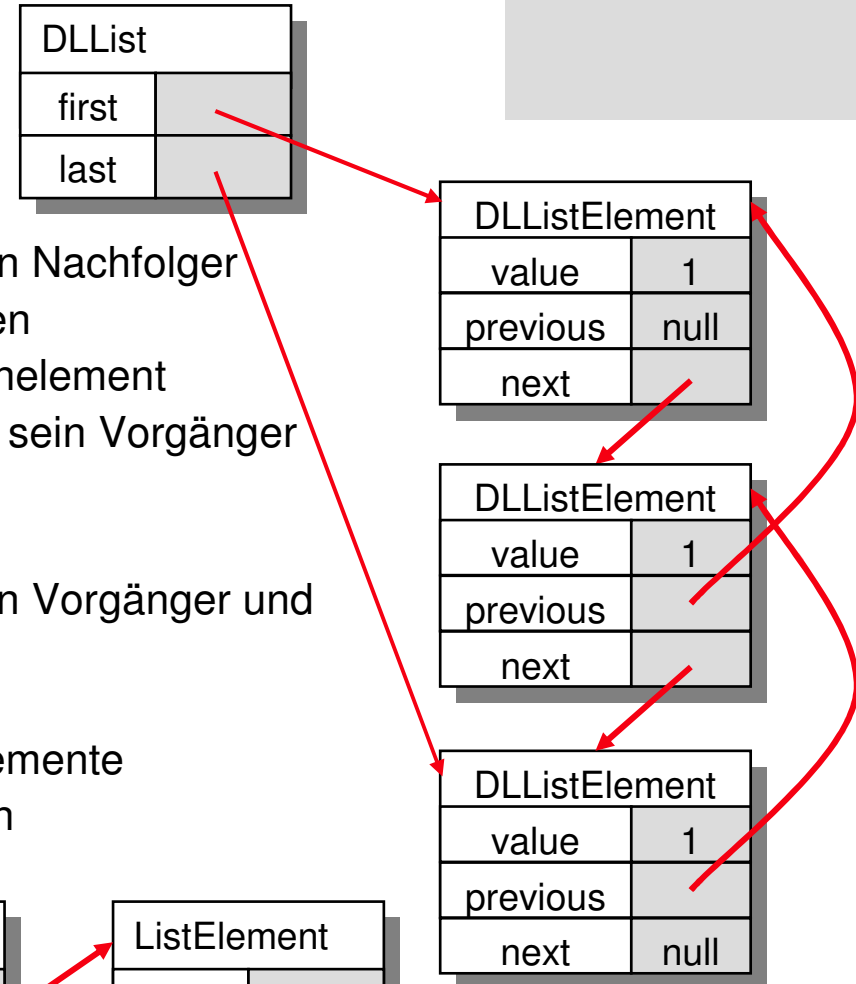 DLList
first
last
n Nachfolger
en
nelement
sein Vorgänger
n Vorgänger und
emente
n
DLListElement
value 1
previous null
next
DLListElement
value 1
previous
next
DLListElement
value 1
previous
next null
ListElement